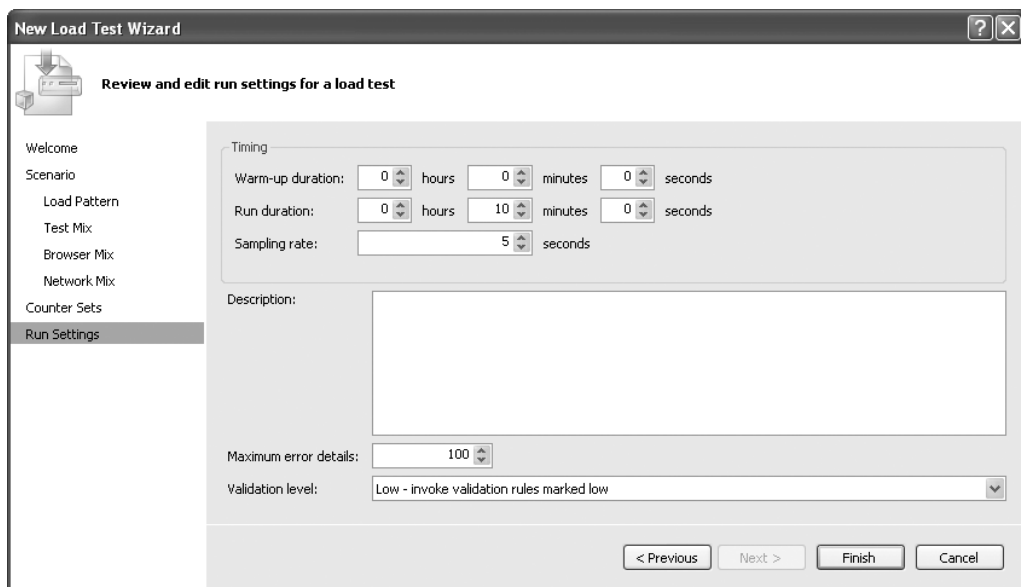 New Load Test Wizard
Review and edit run settings for a load test
Welcome
Scenario
Load Pattern
Test Mix
Browser Mix
Network Mix
Counter Sets
Run Settings
Timing
Warm-up duration: 0 hours 0 minutes 0 seconds
Run duration: 0 hours 10 minutes 0 seconds
Sampling rate: 5 seconds
Description:
Maximum error details: 100
Validation level: Low - invoke validation rules marked low
< Previous Next > Finish Cancel